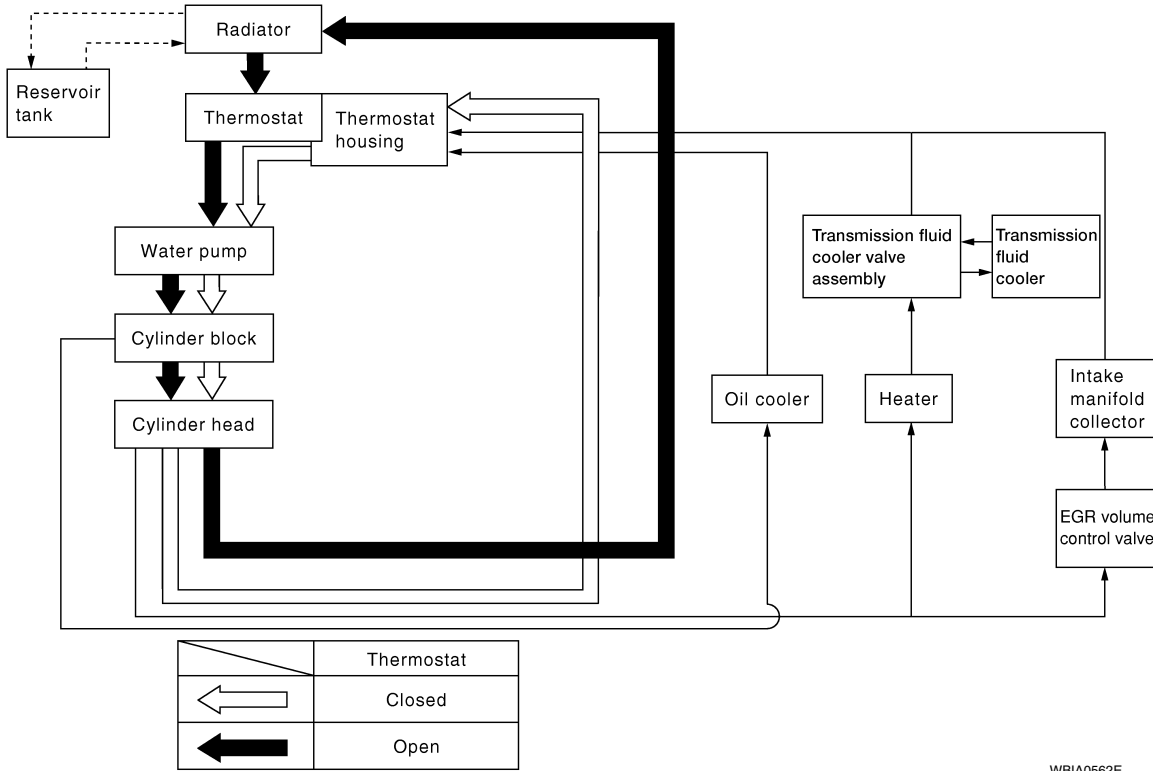 Radiator
Reservoir
tank
Thermostat
Thermostat
housing
Water pump
Transmission fluid
cooler valve
assembly
Transmission
fluid
cooler
Cylinder block
Cylinder head
Oil cooler
Heater
Intake
manifold
collector
EGR volume
control valve
Thermostat
Closed
Open
WBIA0562E